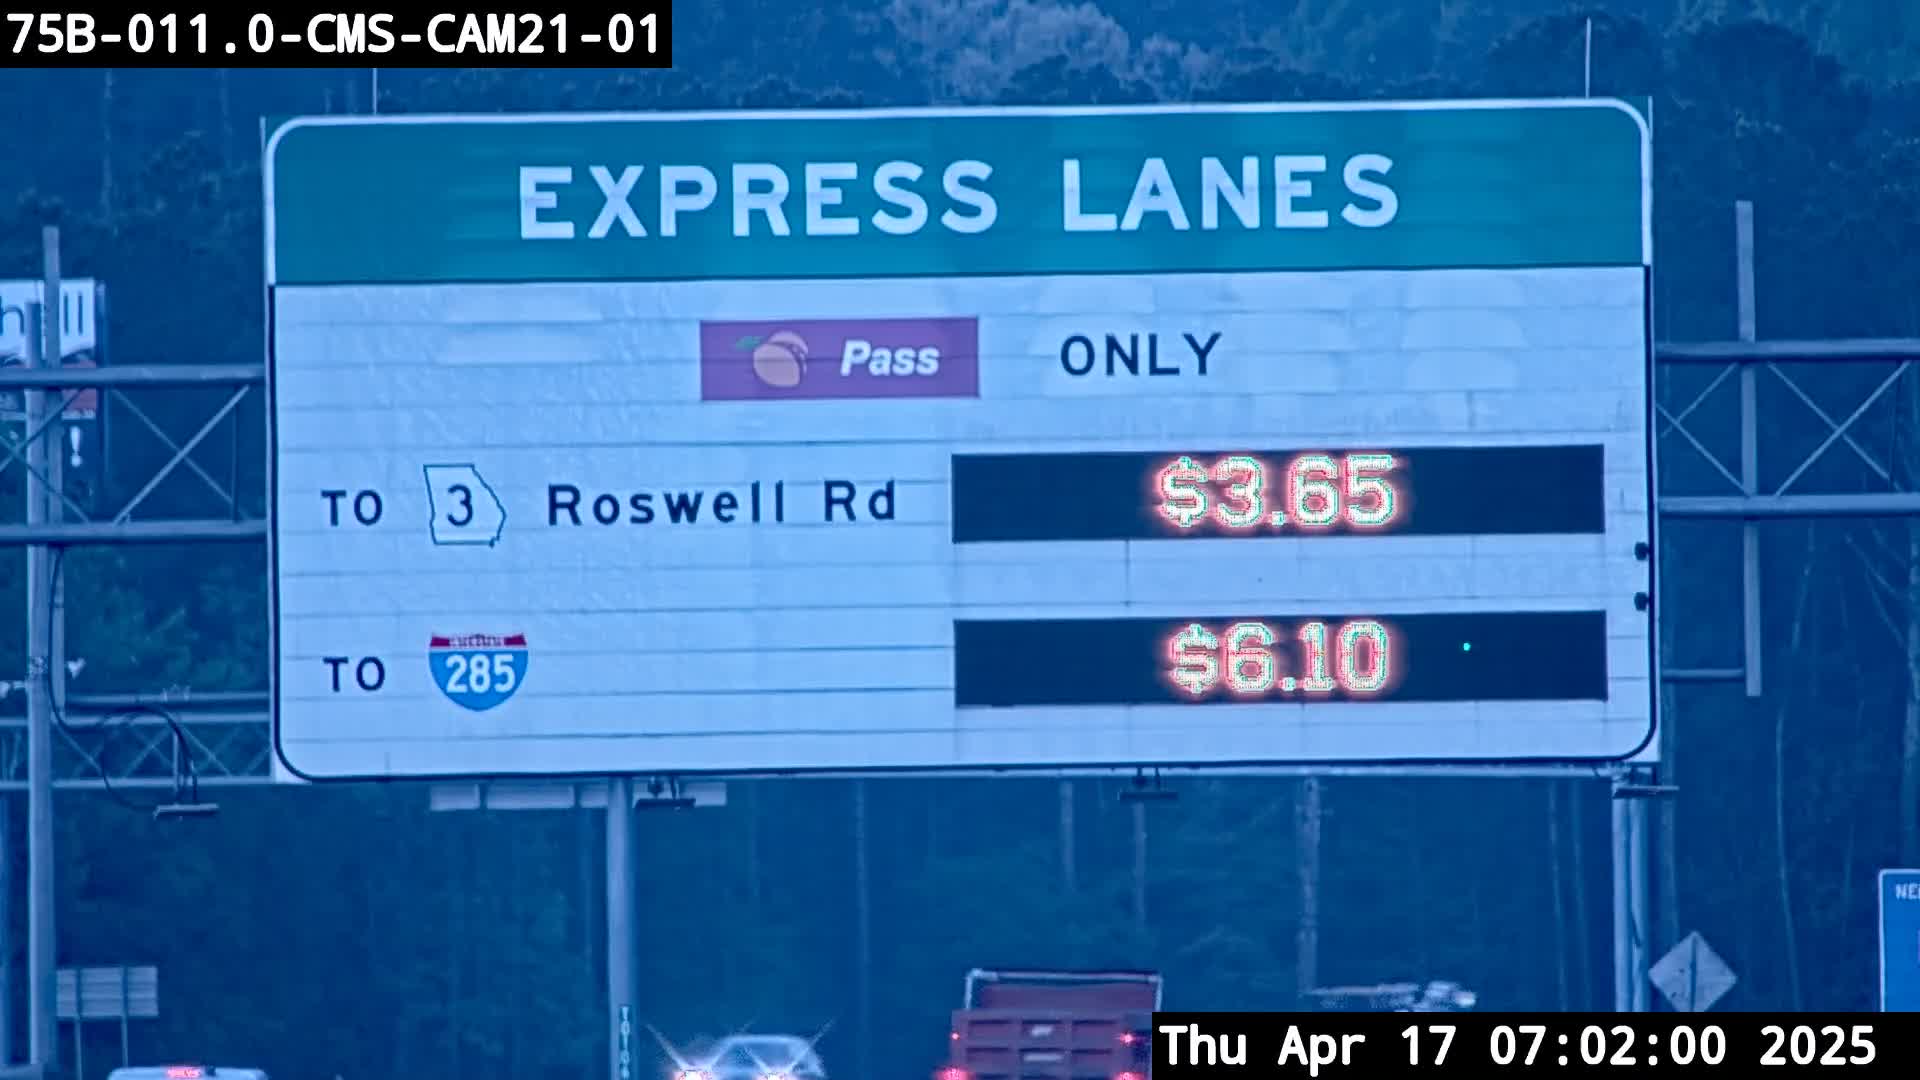 75B-011.0-CMS-CAM21-01
EXPRESS LANES
Pass ONLY
TO 3 Roswell Rd $3.65
TO 285 $6.10
Thu Apr 17 07:02:00 2025